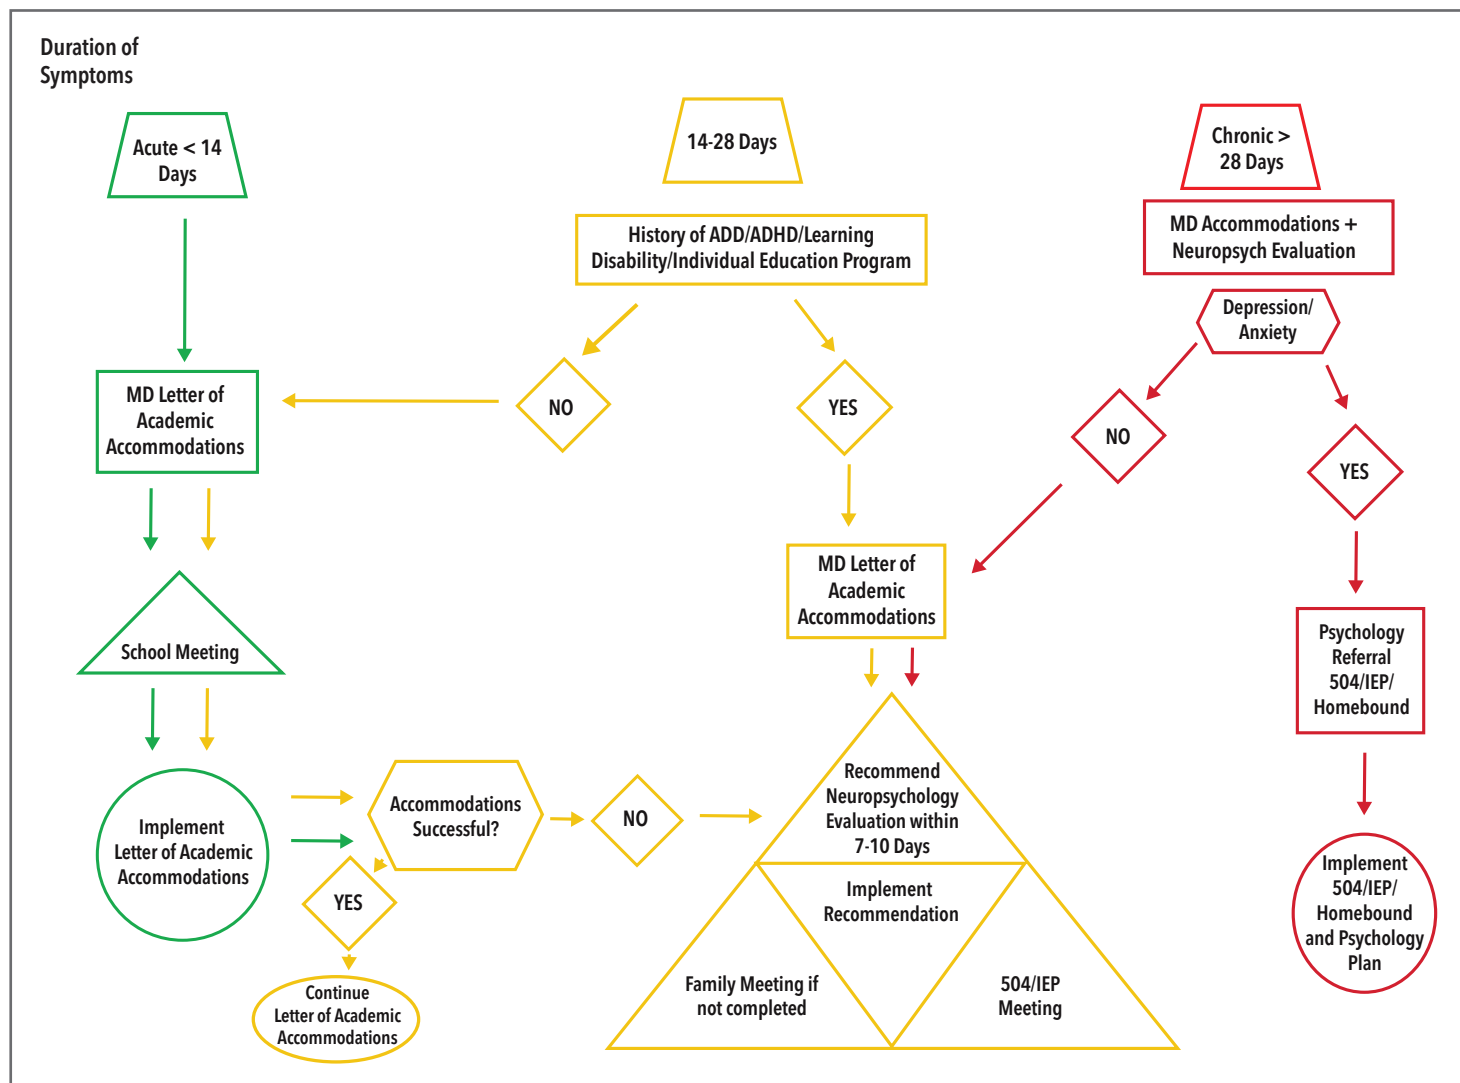 Duration of
Symptoms
Acute < 14
Days
14-28 Days
Chronic >
28 Days
History of ADD/ADHD/Learning
Disability/Individual Education Program
MD Accommodations +
Neuropsych Evaluation
Depression/
Anxiety
MD Letter of
Academic
Accommodations
NO
YES
NO
YES
MD Letter of
Academic
Accommodations
School Meeting
Psychology
Referral
504/IEP/
Homebound
Implement
Letter of Academic
Accommodations
Accommodations
Successful?
NO
YES
Continue
Letter of Academic
Accommodations
Recommend
Neuropsychology
Evaluation within
7-10 Days
Implement
Recommendation
Family Meeting if
not completed
504/IEP
Meeting
Implement
504/IEP/
Homebound
and Psychology
Plan